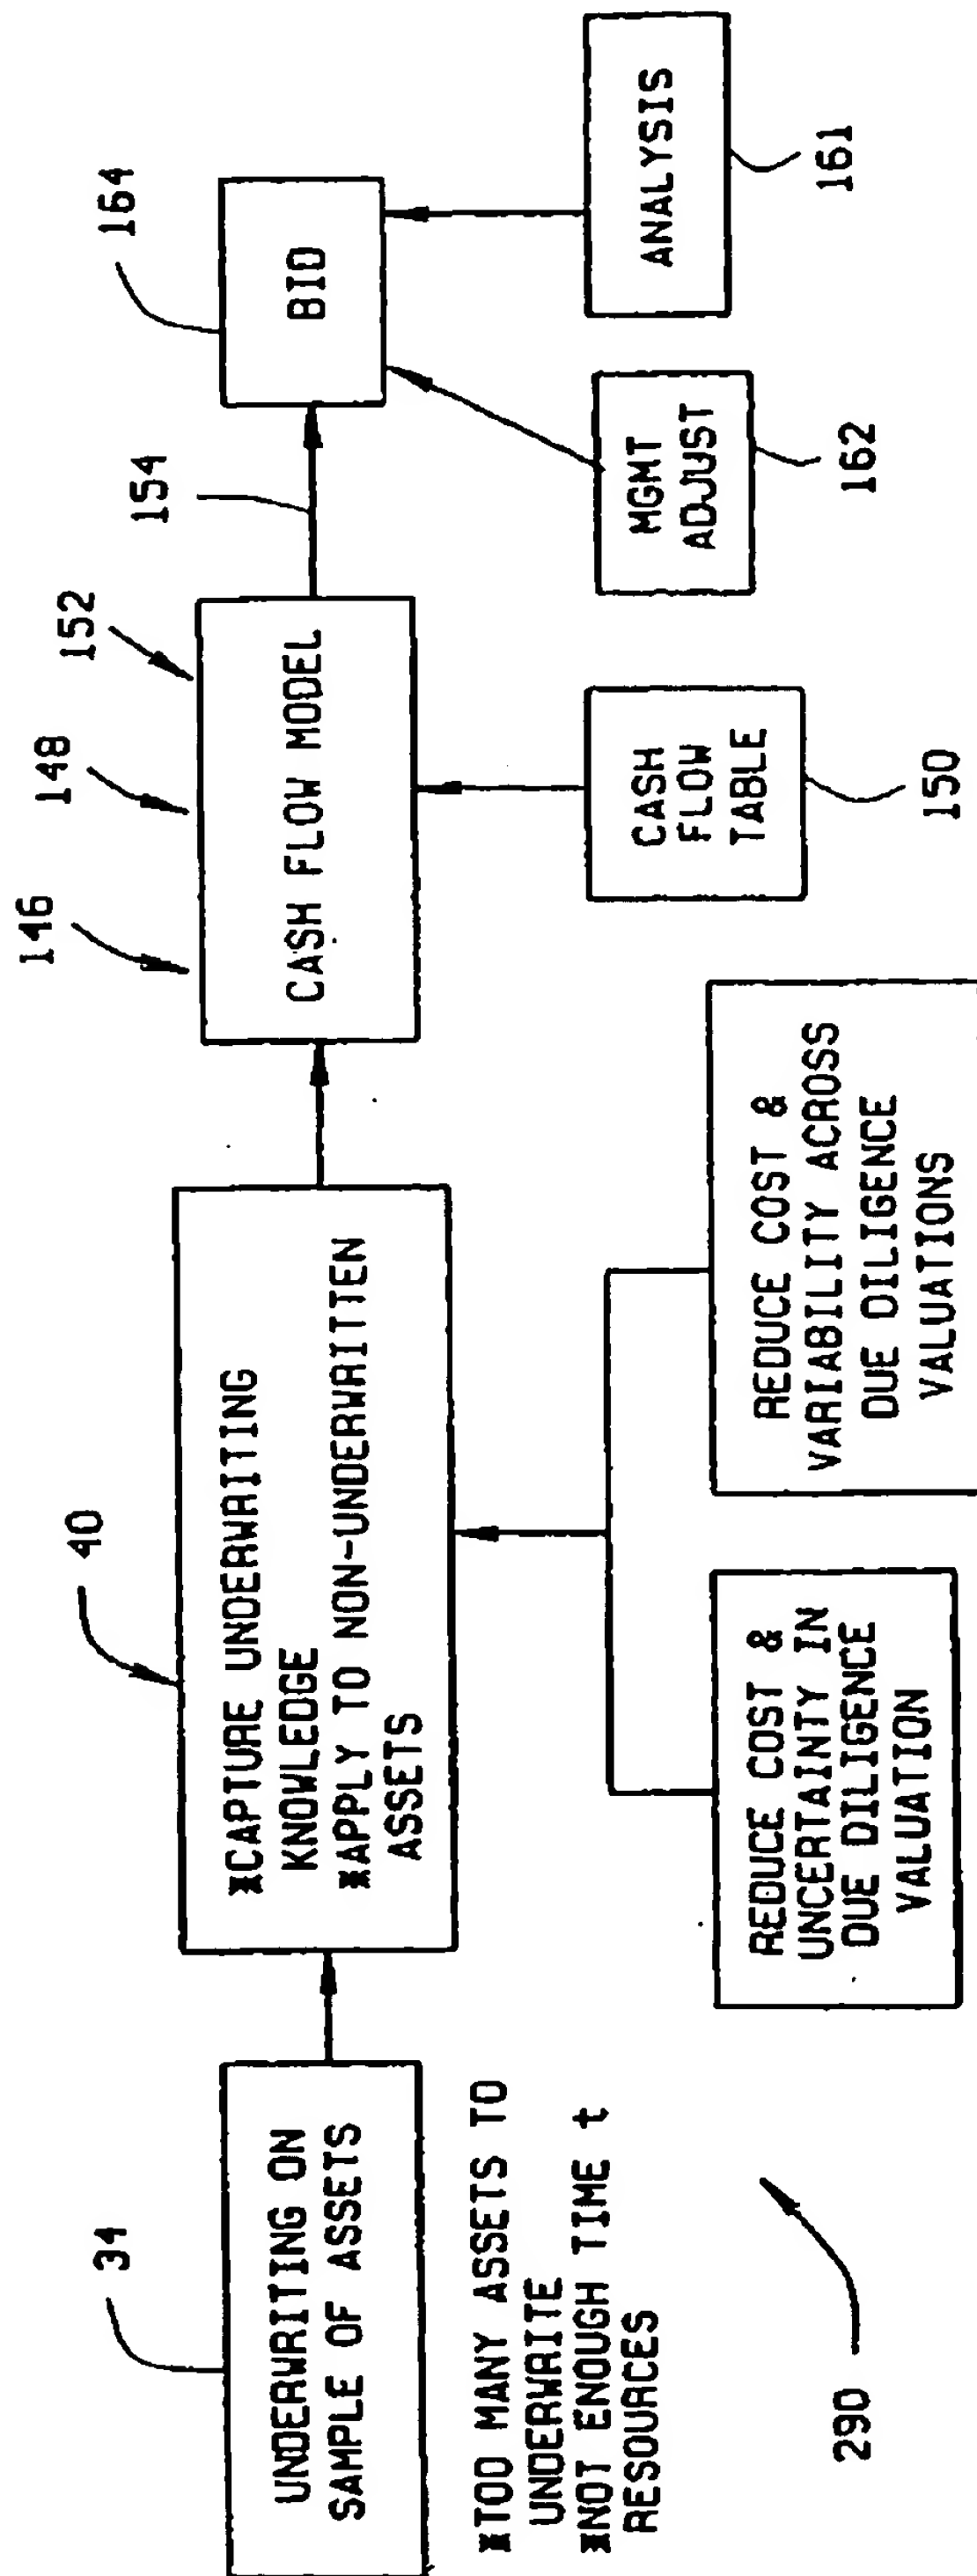 34
UNDERWRITING ON
SAMPLE OF ASSETS
*TOO MANY ASSETS TO
UNDERWRITE
*NOT ENOUGH TIME t
RESOURCES
290
40
*CAPTURE UNDERWRITING
KNOWLEDGE
*APPLY TO NON-UNDERWRITTEN
ASSETS
REDUCE COST &
UNCERTAINTY IN
DUE DILIGENCE
VALUATION
REDUCE COST &
VARIABILITY ACROSS
DUE DILIGENCE
VALUATIONS
146
148
152
CASH FLOW MODEL
CASH
FLOW
TABLE
150
154
164
BID
MGMT
ADJUST
162
ANALYSIS
161